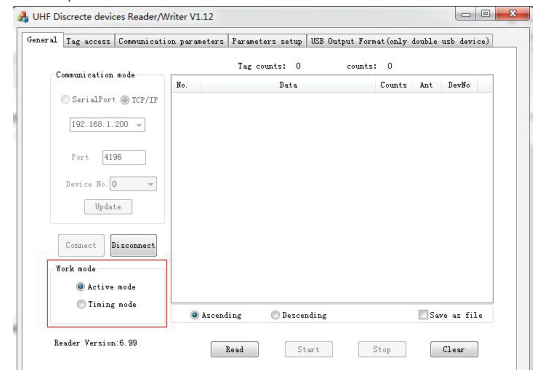 UHF Discrecte devices Reader/Writer V1.12
General Tag access Communicati on parameters Parameters setup USB Output Format(only double usb device)
Tag counts: 0 counts: 0
Communication mode
No. Data Counts Ant DevNo
SerialPort TCP/IP
192.168.1.200
Port 4196
Device No. 0
Update
Connect Disconnect
Work mode
Active mode
Timing mode
Ascending Descending Save as file
Reader Version:6.99
Read Start Stop Clear